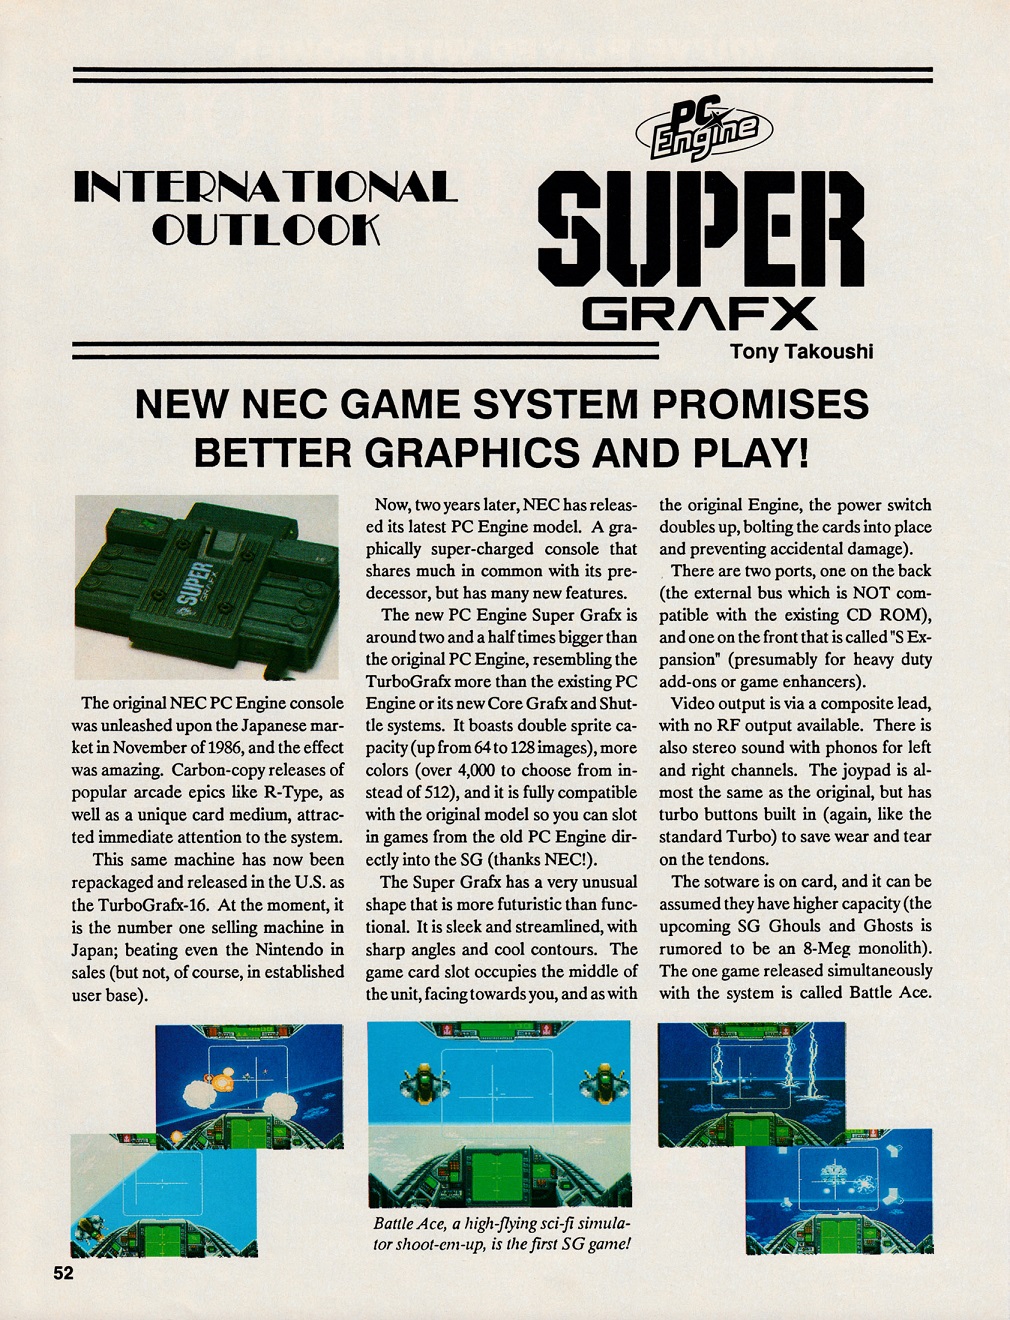 INTERNATIONAL
OUTLOOK
PC
Engine
SUPER
GRAFX
Tony Takoushi
NEW NEC GAME SYSTEM PROMISES
BETTER GRAPHICS AND PLAY!
SUPER
GRAFX
The original NEC PC Engine console
was unleashed upon the Japanese mar-
ket in November of 1986, and the effect
was amazing. Carbon-copy releases of
popular arcade epics like R-Type, as
well as a unique card medium, attrac-
ted immediate attention to the system.
This same machine has now been
repackaged and released in the U.S. as
the TurboGrafx-16. At the moment, it
is the number one selling machine in
Japan; beating even the Nintendo in
sales (but not, of course, in established
user base).
Now, two years later, NEC has releas-
ed its latest PC Engine model. A gra-
phically super-charged console that
shares much in common with its pre-
decessor, but has many new features.
The new PC Engine Super Grafx is
around two and a half times bigger than
the original PC Engine, resembling the
TurboGrafx more than the existing PC
Engine or its new Core Grafx and Shut-
tle systems. It boasts double sprite ca-
pacity (up from 64 to 128 images), more
colors (over 4,000 to choose from in-
stead of 512), and it is fully compatible
with the original model so you can slot
in games from the old PC Engine dir-
ectly into the SG (thanks NEC!).
The Super Grafx has a very unusual
shape that is more futuristic than func-
tional. It is sleek and streamlined, with
sharp angles and cool contours. The
game card slot occupies the middle of
the unit, facing towards you, and as with
the original Engine, the power switch
doubles up, bolting the cards into place
and preventing accidental damage).
There are two ports, one on the back
(the external bus which is NOT com-
patible with the existing CD ROM),
and one on the front that is called "S Ex-
pansion" (presumably for heavy duty
add-ons or game enhancers).
Video output is via a composite lead,
with no RF output available. There is
also stereo sound with phonos for left
and right channels. The joypad is al-
most the same as the original, but has
turbo buttons built in (again, like the
standard Turbo) to save wear and tear
on the tendons.
The sotware is on card, and it can be
assumed they have higher capacity (the
upcoming SG Ghouls and Ghosts is
rumored to be an 8-Meg monolith).
The one game released simultaneously
with the system is called Battle Ace.
Battle Ace, a high-flying sci-fi simula-
tor shoot-em-up, is the first SG game!
52